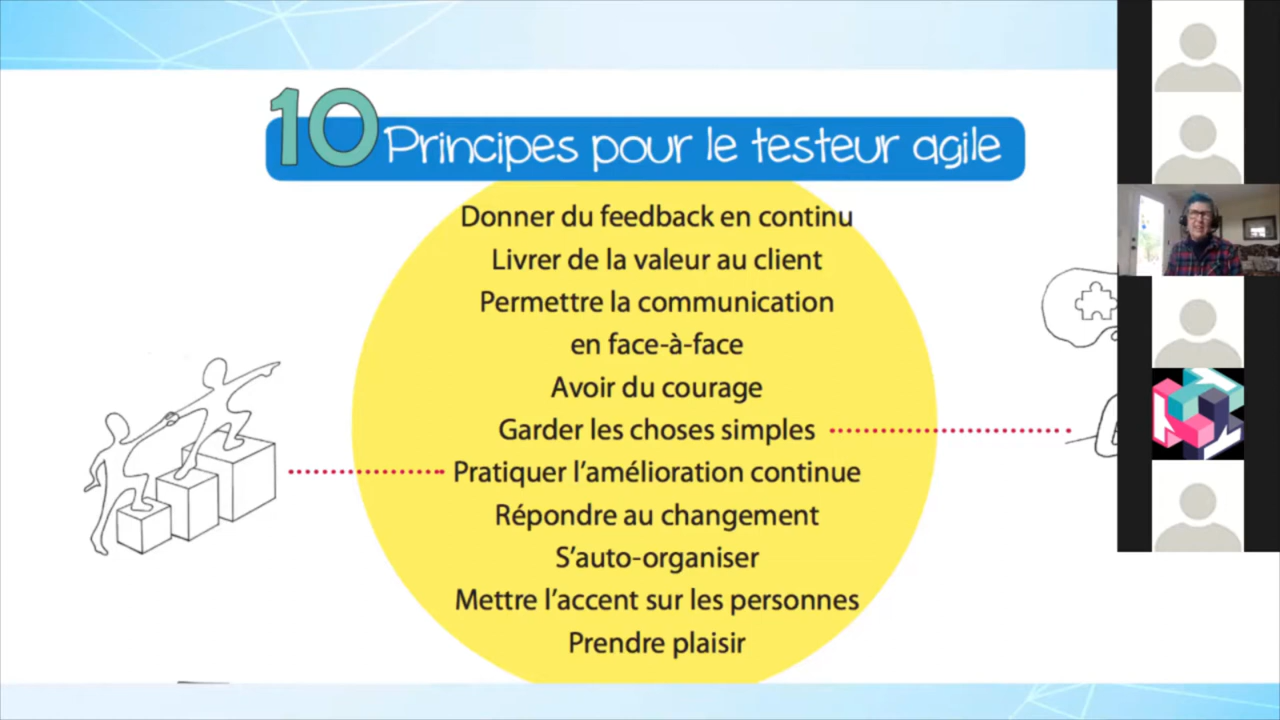 10 Principes pour le testeur agile
Donner du feedback en continu
Livrer de la valeur au client
Permettre la communication
en face-à-face
Avoir du courage
Garder les choses simples
Pratiquer l’amélioration continue
Répondre au changement
S’auto-organiser
Mettre l’accent sur les personnes
Prendre plaisir